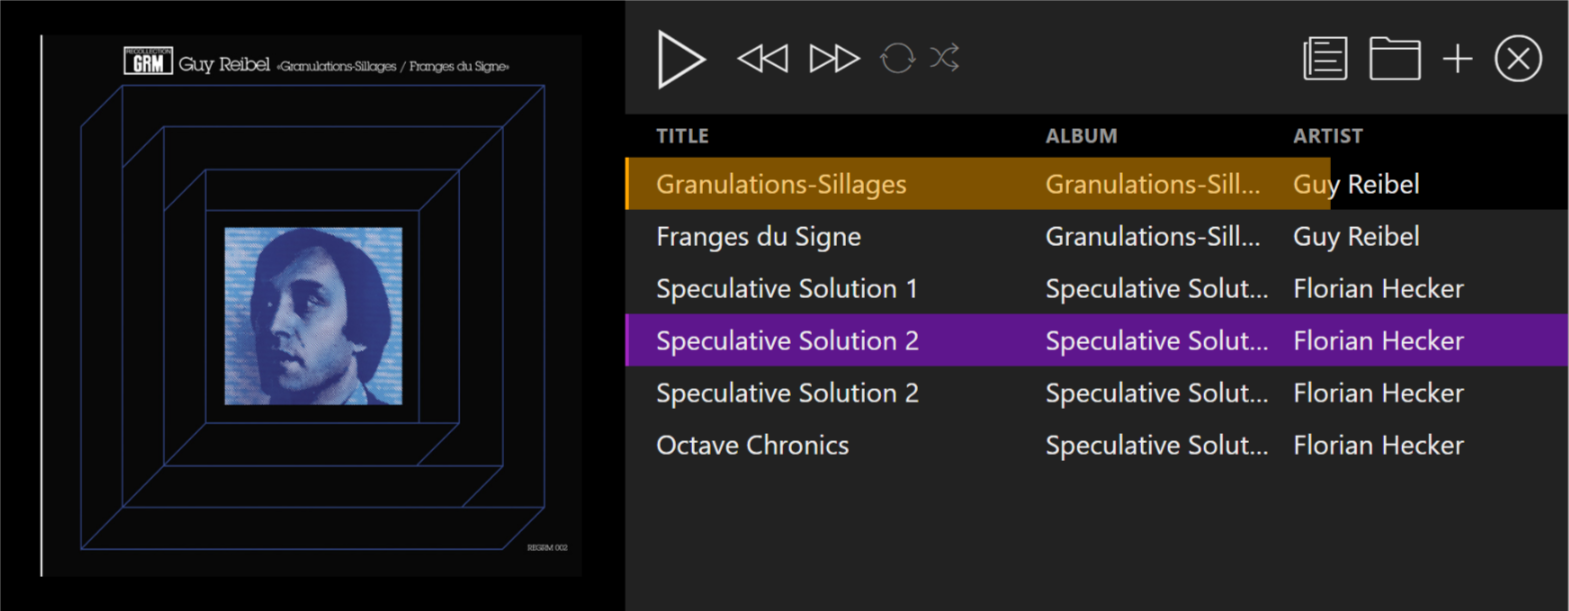 RECOLLECTION
GRM Guy Reibel «Granulations-Sillages / Franges du Signe»
REGRM 002
TITLE ALBUM ARTIST
Granulations-Sillages Granulations-Sill... Guy Reibel
Franges du Signe Granulations-Sill... Guy Reibel
Speculative Solution 1 Speculative Solut... Florian Hecker
Speculative Solution 2 Speculative Solut... Florian Hecker
Speculative Solution 2 Speculative Solut... Florian Hecker
Octave Chronics Speculative Solut... Florian Hecker